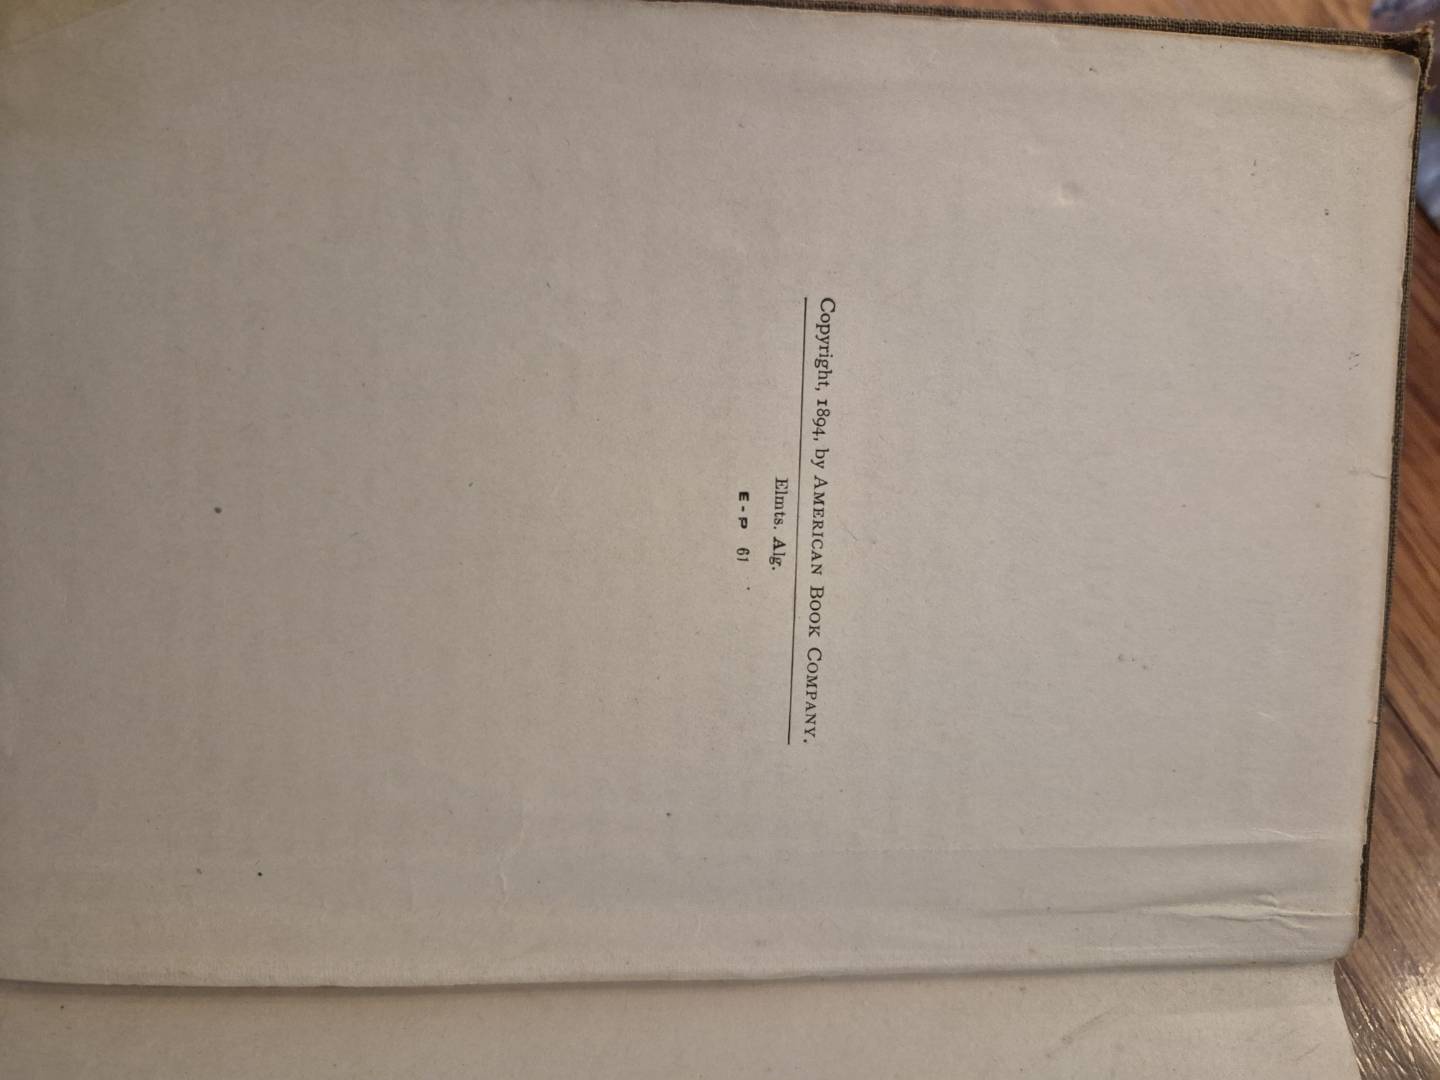 Copyright, 1894, by AMERICAN BOOK COMPANY.
Elmts. Alg.
E - P 61